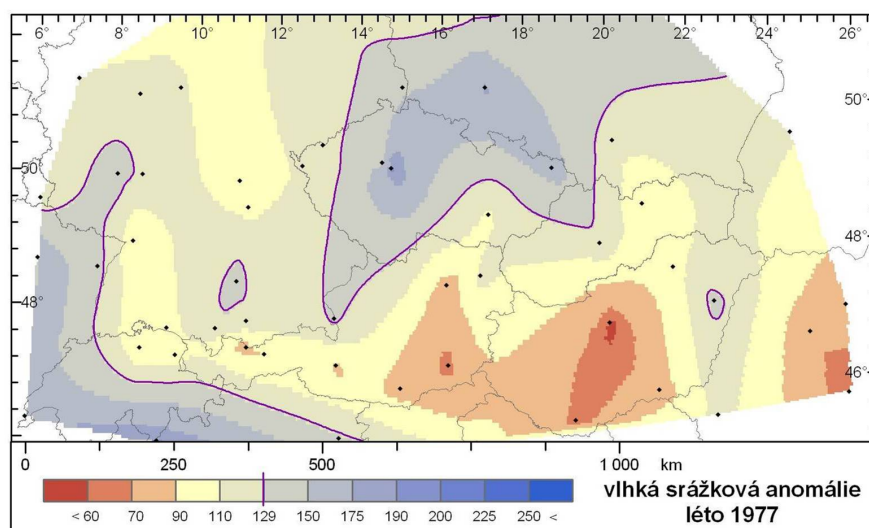 6° 8° 10° 12° 14° 16° 18° 20° 22° 24° 26°
50°
50°
48°
48°
46°
0 250 500 1 000 km
< 60 70 90 110 129 150 175 190 200 225 250 <
vlhká srážková anomálie
léto 1977